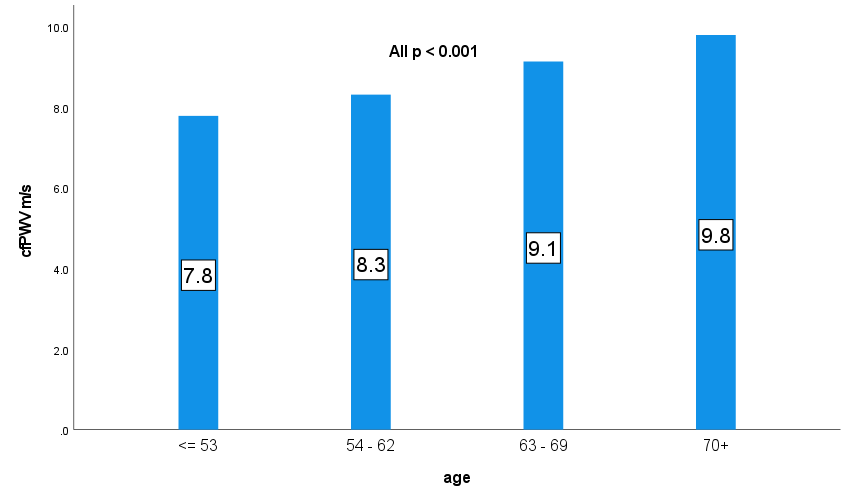 10.0
8.0
6.0
4.0
2.0
.0
cfPWV m/s
All p < 0.001
7.8
8.3
9.1
9.8
<= 53
54 - 62
63 - 69
70+
age